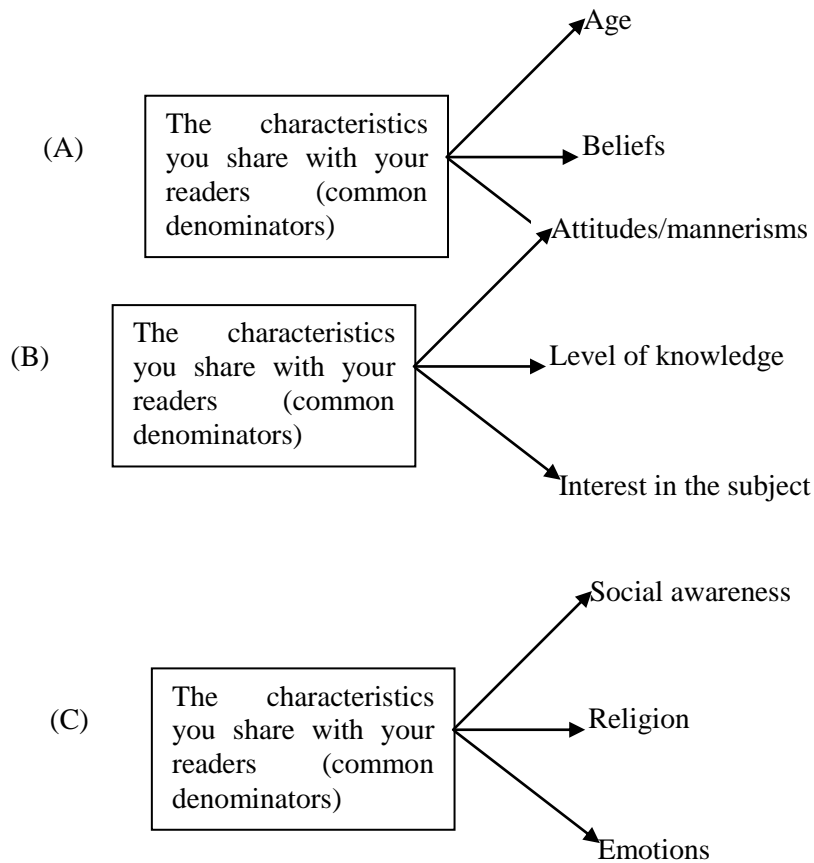 Age
(A)
The characteristics
you share with your
readers (common
denominators)
Beliefs
Attitudes/mannerisms
(B)
The characteristics
you share with your
readers (common
denominators)
Level of knowledge
Interest in the subject
Social awareness
(C)
The characteristics
you share with your
readers (common
denominators)
Religion
Emotions